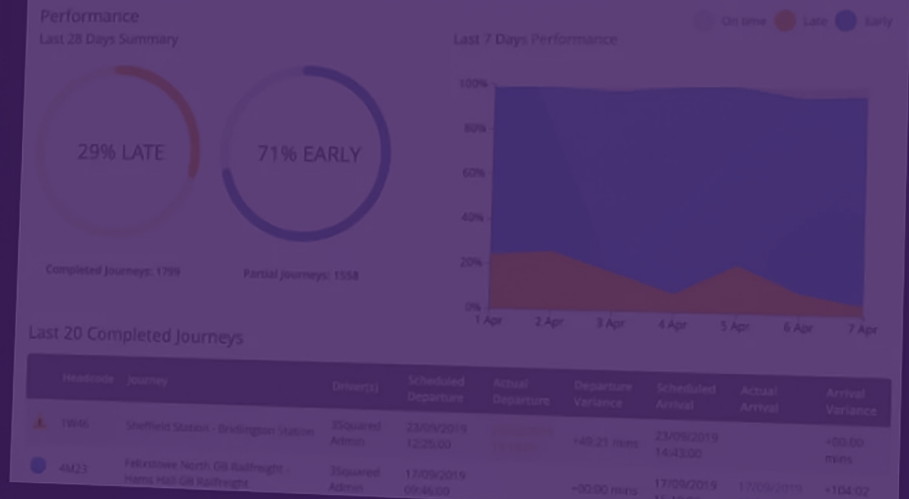 Performance
Last 28 Days Summary
29% LATE
71% EARLY
Completed Journeys: 1799
Partial Journeys: 1558
On time Late Early
Last 7 Days Performance
100%
80%
60%
40%
20%
0%
1 Apr 2 Apr 3 Apr 4 Apr 5 Apr 6 Apr 7 Apr
Last 20 Completed Journeys
Headcode Journey Driver(s) Scheduled Departure Actual Departure Departure Variance Scheduled Arrival Actual Arrival Arrival Variance
1W46 Sheffield Station - Bridlington Station 3Squared Admin 23/09/2019 12:25:00 +49:21 mins 23/09/2019 14:43:00 +00:00 mins
4M23 Felixstowe North GB Railfreight - Hams Hall GB Railfreight 3Squared Admin 17/09/2019 09:46:00 +00:00 mins 17/09/2019 17/09/2019 +104:02